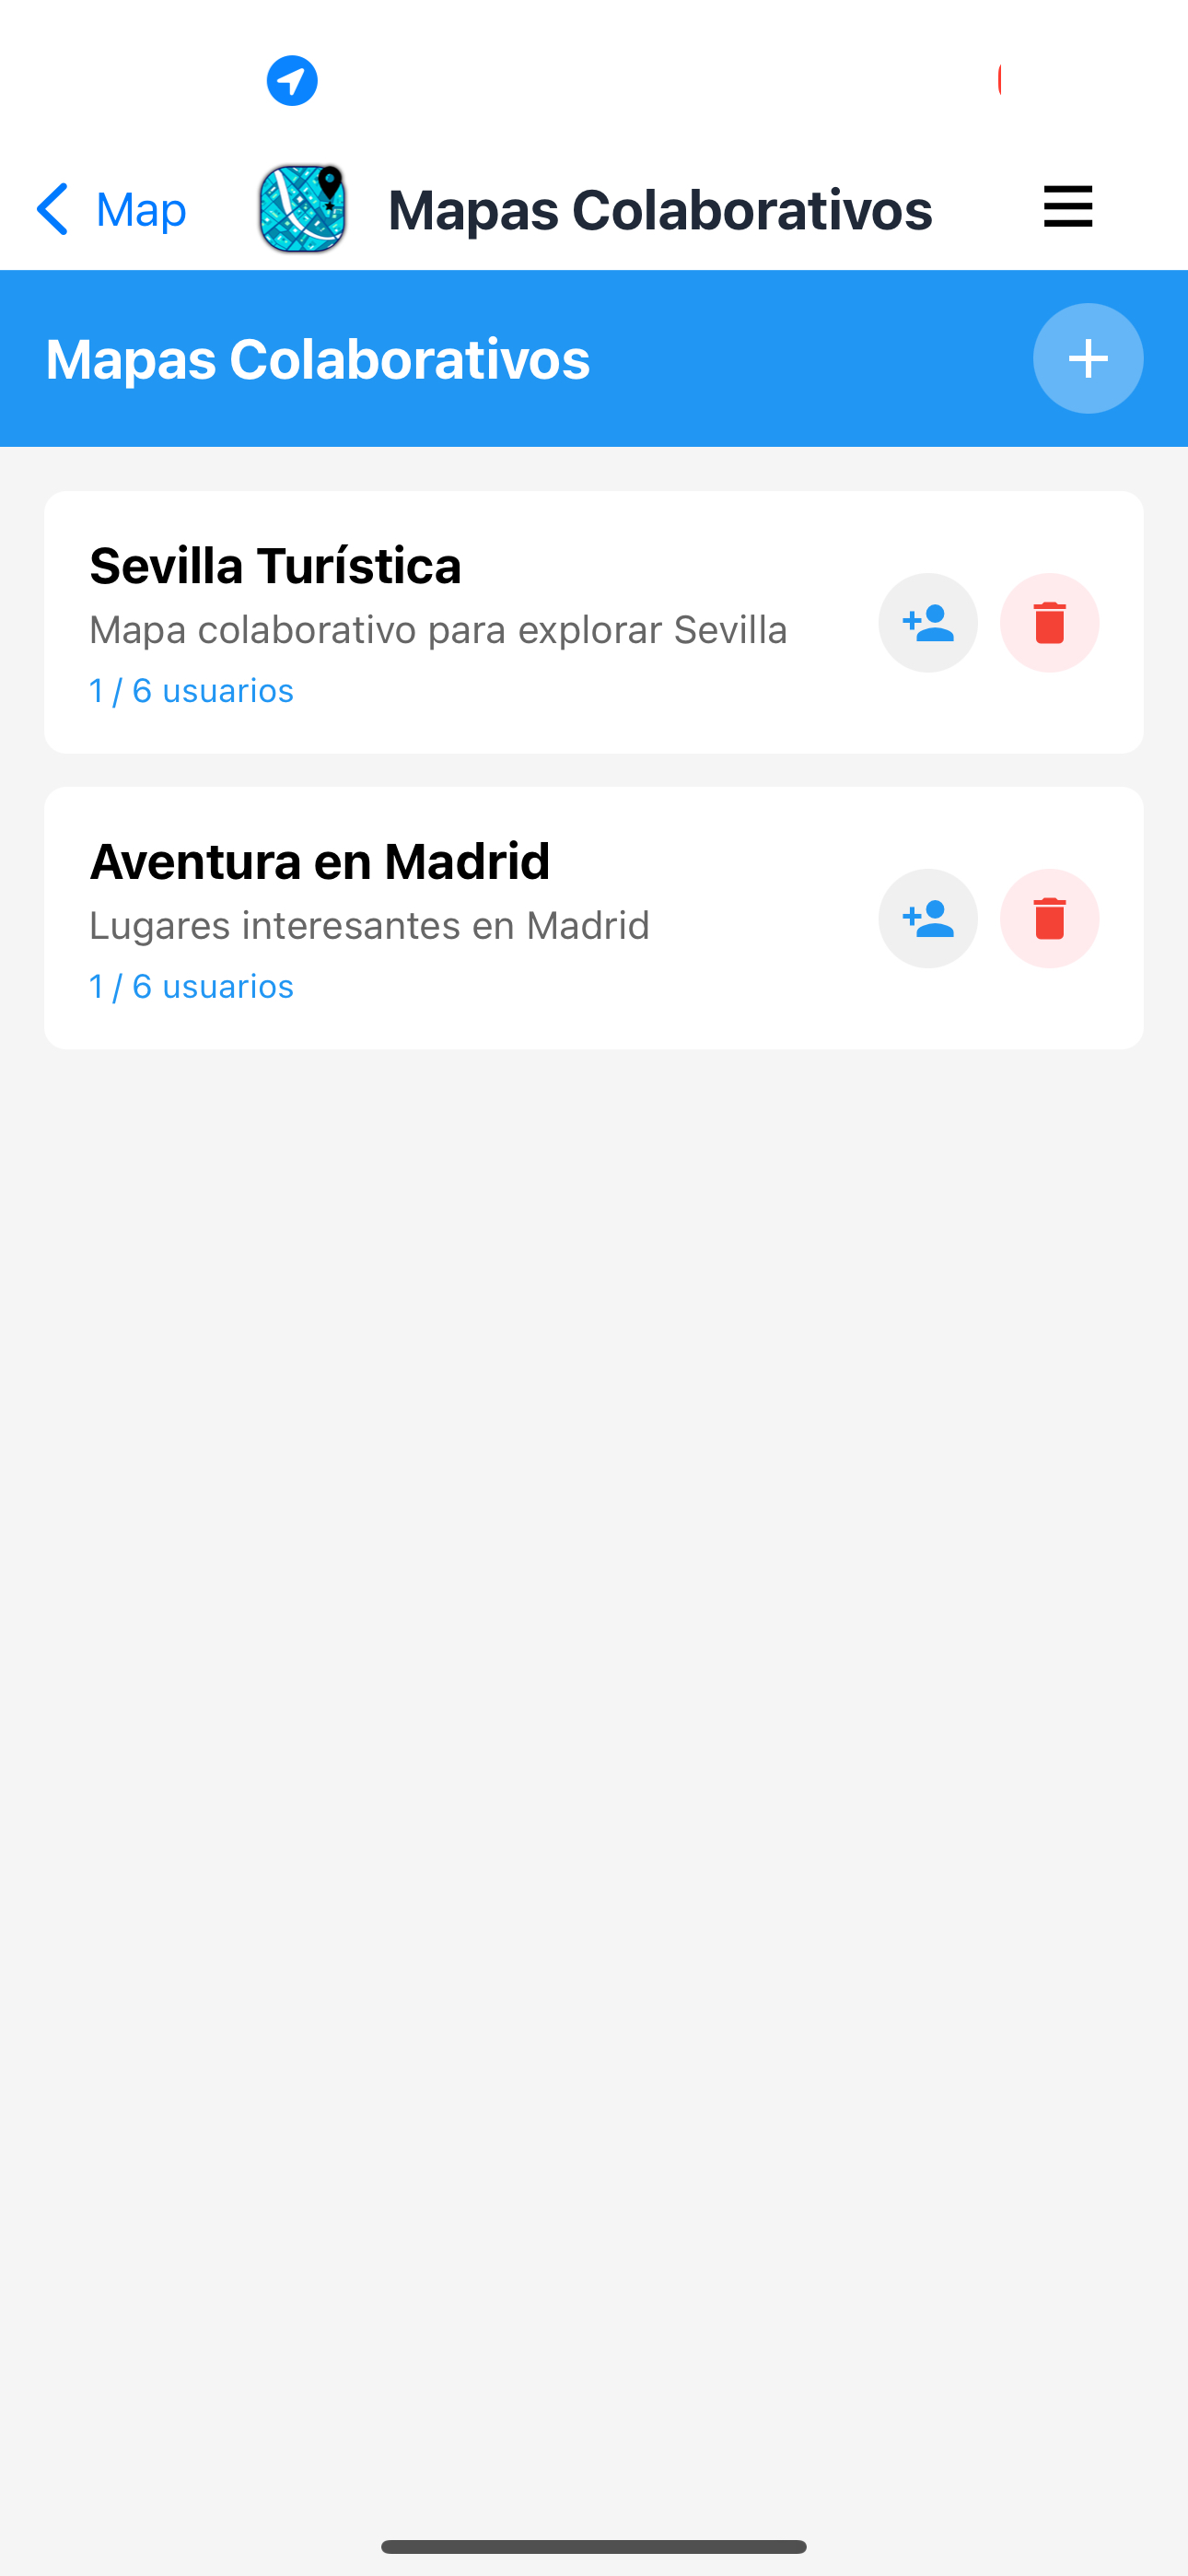 Map
Mapas Colaborativos
Mapas Colaborativos
Sevilla Turística
Mapa colaborativo para explorar Sevilla
1 / 6 usuarios
Aventura en Madrid
Lugares interesantes en Madrid
1 / 6 usuarios